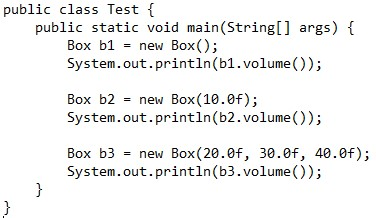 public class Test {
    public static void main(String[] args) {
        Box b1 = new Box();
        System.out.println(b1.volume());

        Box b2 = new Box(10.0f);
        System.out.println(b2.volume());

        Box b3 = new Box(20.0f, 30.0f, 40.0f);
        System.out.println(b3.volume());
    }
}